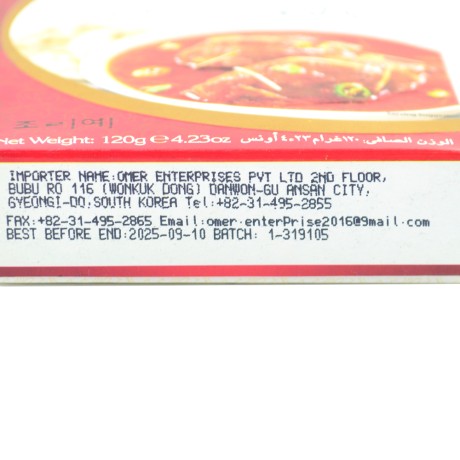 Net Weight: 120g ℮ 4.23oz الوزن الصافي: ١٢٠غرام ٤٫٢٣ أونس
IMPORTER NAME:OMER ENTERPRISES PVT LTD 2ND FLOOR,
BUBU RO 116 (WONKUK DONG) DANWON-GU ANSAN CITY,
GYEONGI-DO,SOUTH KOREA Tel:+82-31-495-2855
FAX:+82-31-495-2865 Email:omer.enterPrise2016@9mail.com
BEST BEFORE END:2025-09-10 BATCH: 1-319105